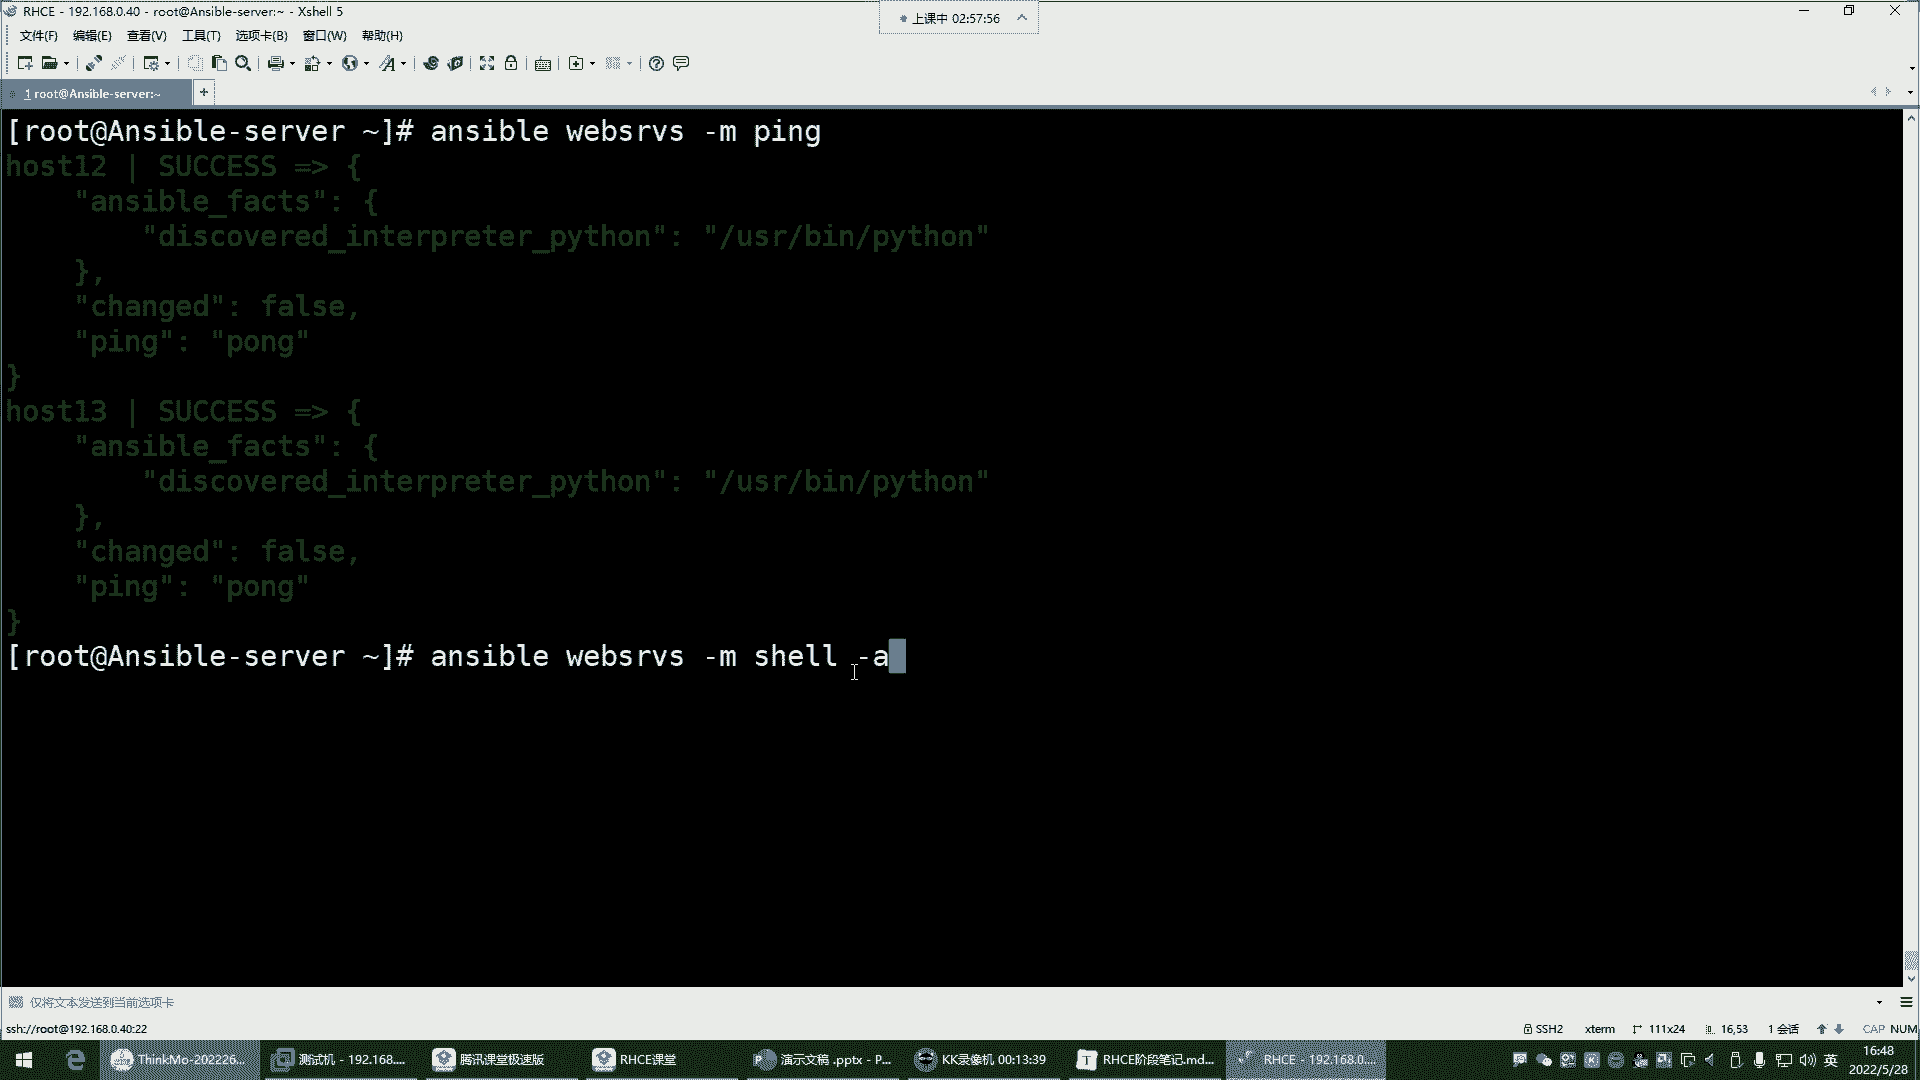 RHCE - 192.168.0.40 - root@Ansible-server:~ - Xshell 5
上课中 02:57:56
文件(F) 编辑(E) 查看(V) 工具(T) 选项卡(B) 窗口(W) 帮助(H)
1 root@Ansible-server:~
[root@Ansible-server ~]# ansible websrvs -m ping
host12 | SUCCESS => {
    "ansible_facts": {
        "discovered_interpreter_python": "/usr/bin/python"
    },
    "changed": false,
    "ping": "pong"
}
host13 | SUCCESS => {
    "ansible_facts": {
        "discovered_interpreter_python": "/usr/bin/python"
    },
    "changed": false,
    "ping": "pong"
}
[root@Ansible-server ~]# ansible websrvs -m shell -a
仅将文本发送到当前选项卡
ssh://root@192.168.0.40:22 SSH2 xterm 111x24 16,53 1 会话 CAP NUM
ThinkMo-202226... 测试机 - 192.168.... 腾讯课堂极速版 RHCE课堂 演示文稿 .pptx - P... KK录像机 00:13:39 RHCE阶段笔记.md... RHCE - 192.168.0.... 英 16:48
2022/5/28